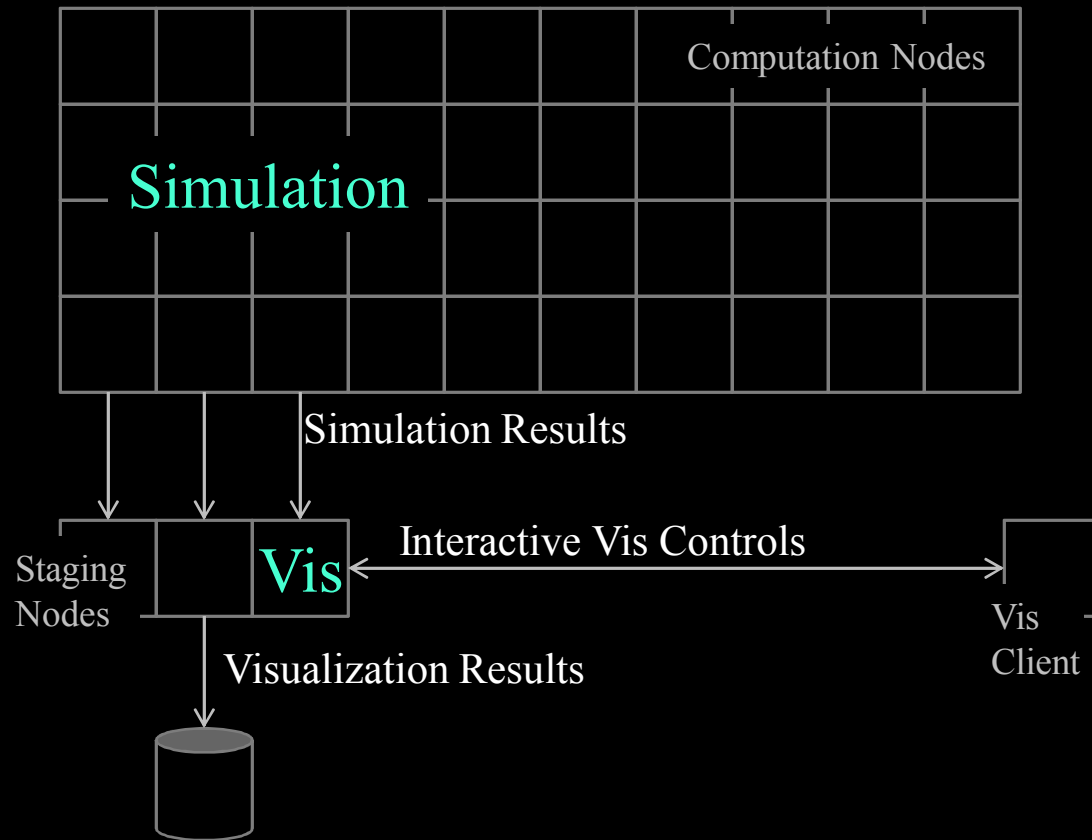 Computation Nodes
Simulation
Simulation Results
Interactive Vis Controls
Vis
Staging
Nodes
Vis
Client
Visualization Results